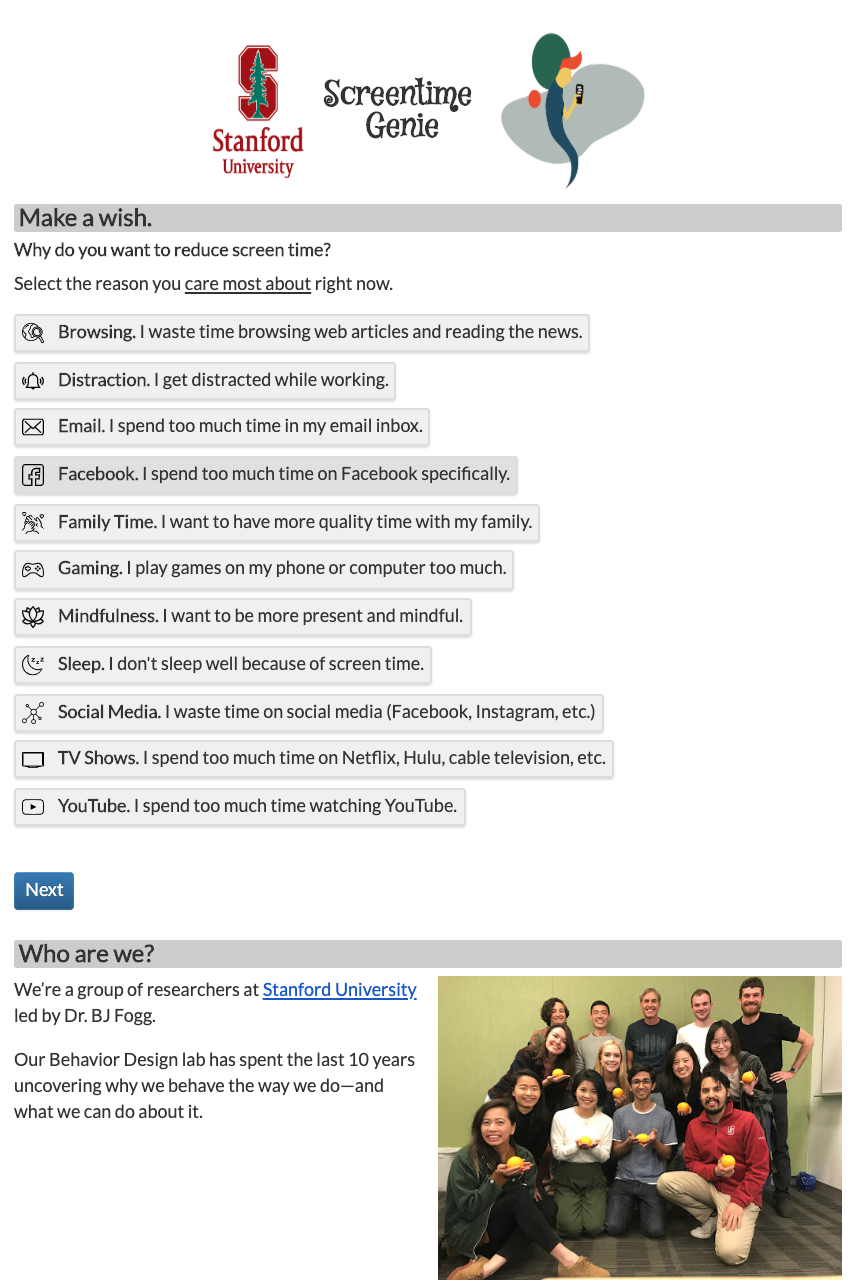 Stanford
University
Screentime
Genie
Make a wish.
Why do you want to reduce screen time?
Select the reason you care most about right now.
Browsing. I waste time browsing web articles and reading the news.
Distraction. I get distracted while working.
Email. I spend too much time in my email inbox.
Facebook. I spend too much time on Facebook specifically.
Family Time. I want to have more quality time with my family.
Gaming. I play games on my phone or computer too much.
Mindfulness. I want to be more present and mindful.
Sleep. I don't sleep well because of screen time.
Social Media. I waste time on social media (Facebook, Instagram, etc.)
TV Shows. I spend too much time on Netflix, Hulu, cable television, etc.
YouTube. I spend too much time watching YouTube.
Next
Who are we?
We’re a group of researchers at Stanford University
led by Dr. BJ Fogg.
Our Behavior Design lab has spent the last 10 years
uncovering why we behave the way we do—and
what we can do about it.